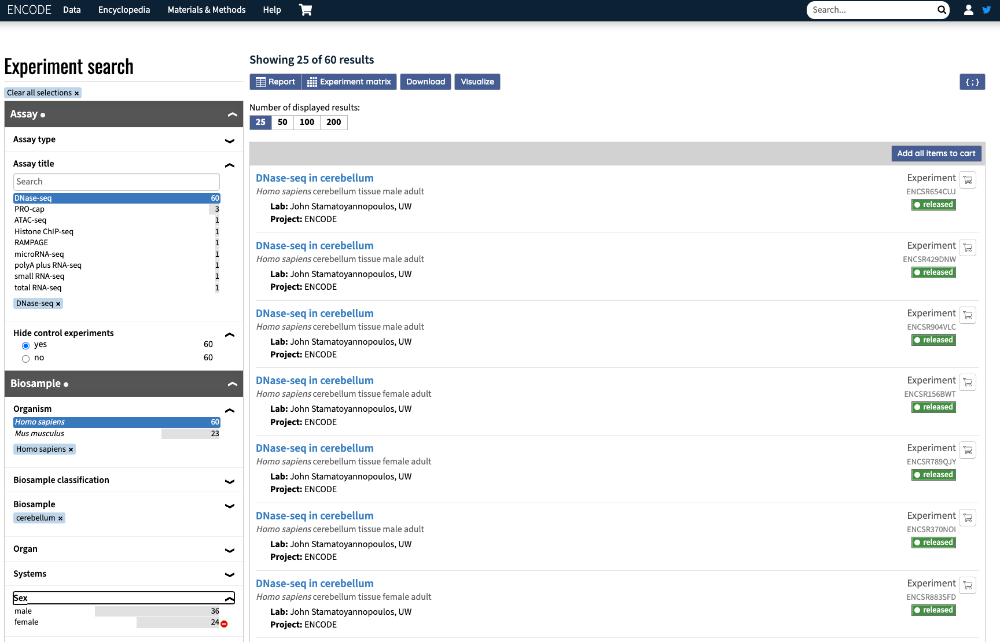 ENCODE Data Encyclopedia Materials & Methods Help Search...
Experiment search
Clear all selections ×
Assay
Assay type
Assay title
Search
DNase-seq 60
PRO-cap 3
ATAC-seq 1
Histone ChIP-seq 1
RAMPAGE 1
microRNA-seq 1
polyA plus RNA-seq 1
small RNA-seq 1
total RNA-seq 1
DNase-seq ×
Hide control experiments
yes 60
no 60
Biosample
Organism
Homo sapiens 60
Mus musculus 23
Homo sapiens ×
Biosample classification
Biosample
cerebellum ×
Organ
Systems
Sex
male 36
female 24
Showing 25 of 60 results
Report Experiment matrix Download Visualize {;}
Number of displayed results:
25 50 100 200
Add all items to cart
DNase-seq in cerebellum Experiment
Homo sapiens cerebellum tissue male adult ENCSR654CUJ
Lab: John Stamatoyannopoulos, UW released
Project: ENCODE
DNase-seq in cerebellum Experiment
Homo sapiens cerebellum tissue male adult ENCSR429DNW
Lab: John Stamatoyannopoulos, UW released
Project: ENCODE
DNase-seq in cerebellum Experiment
Homo sapiens cerebellum tissue male adult ENCSR904VLC
Lab: John Stamatoyannopoulos, UW released
Project: ENCODE
DNase-seq in cerebellum Experiment
Homo sapiens cerebellum tissue female adult ENCSR156BWT
Lab: John Stamatoyannopoulos, UW released
Project: ENCODE
DNase-seq in cerebellum Experiment
Homo sapiens cerebellum tissue female adult ENCSR789QJY
Lab: John Stamatoyannopoulos, UW released
Project: ENCODE
DNase-seq in cerebellum Experiment
Homo sapiens cerebellum tissue male adult ENCSR370NOI
Lab: John Stamatoyannopoulos, UW released
Project: ENCODE
DNase-seq in cerebellum Experiment
Homo sapiens cerebellum tissue female adult ENCSR883SFD
Lab: John Stamatoyannopoulos, UW released
Project: ENCODE